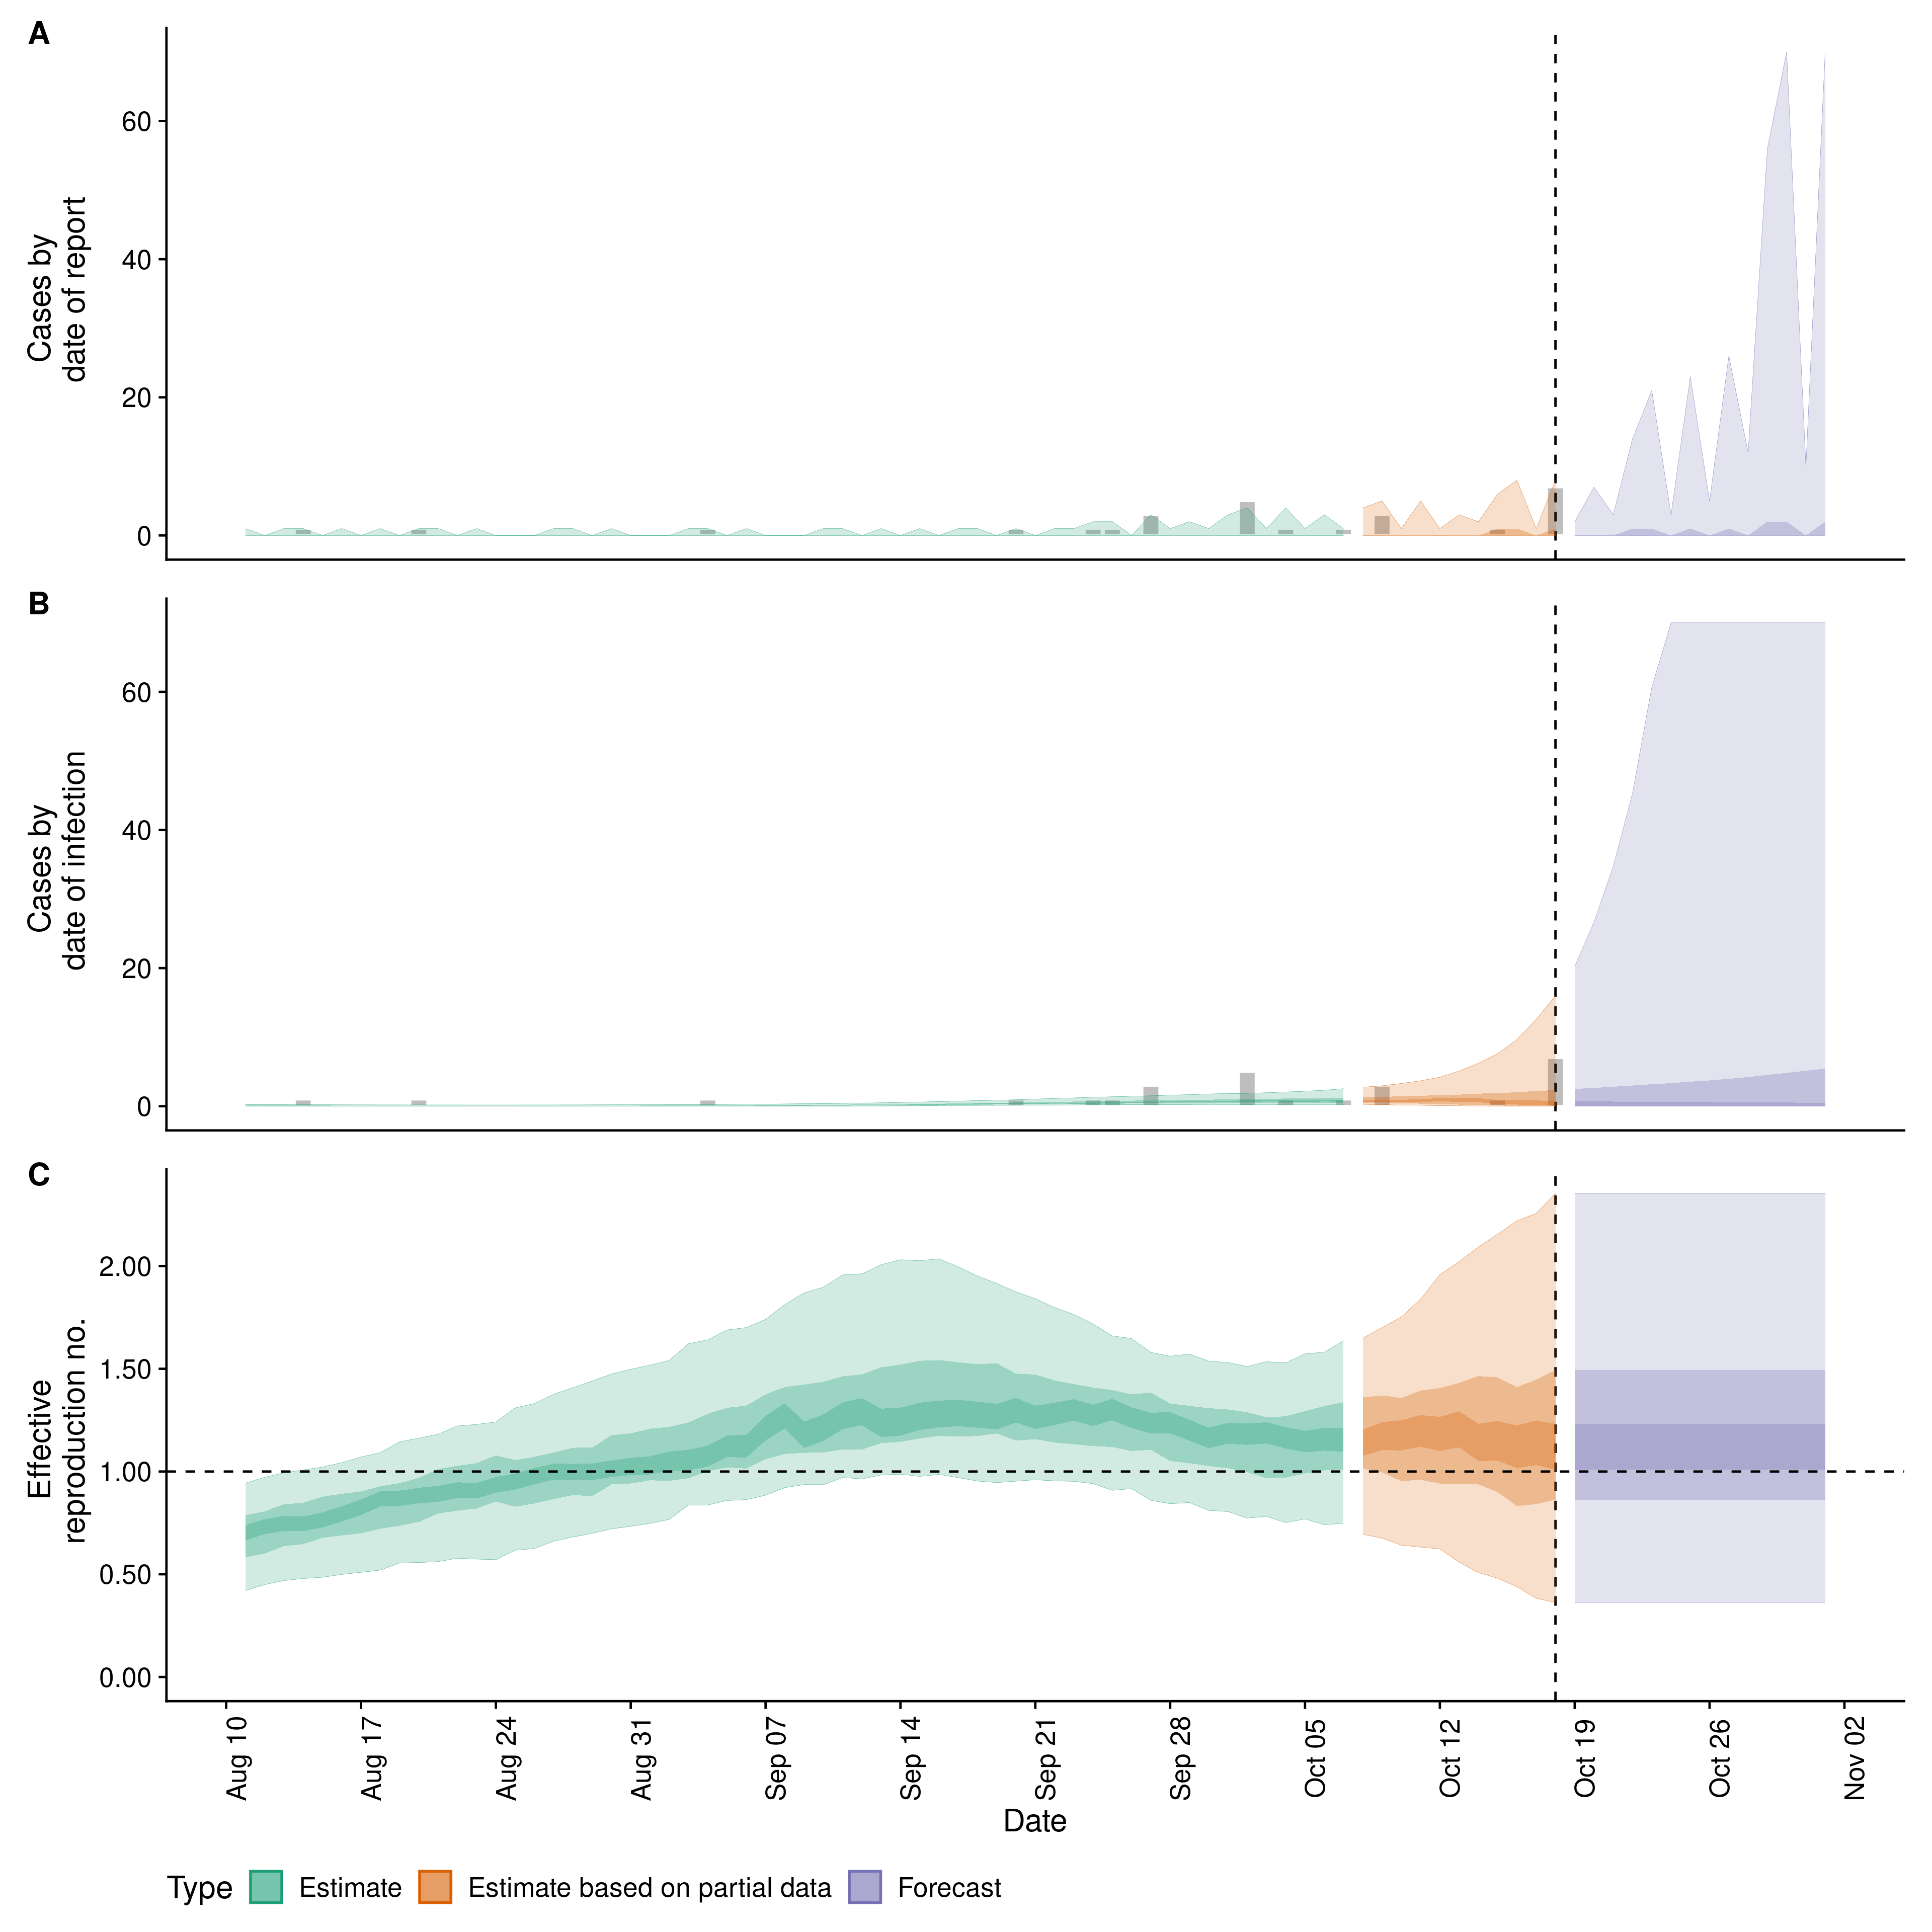 A
Cases by
date of report
60
40
20
0
B
Cases by
date of infection
60
40
20
0
C
Effective
reproduction no.
2.00
1.50
1.00
0.50
0.00
Aug 10
Aug 17
Aug 24
Aug 31
Sep 07
Sep 14
Sep 21
Sep 28
Oct 05
Oct 12
Oct 19
Oct 26
Nov 02
Date
Type Estimate Estimate based on partial data Forecast